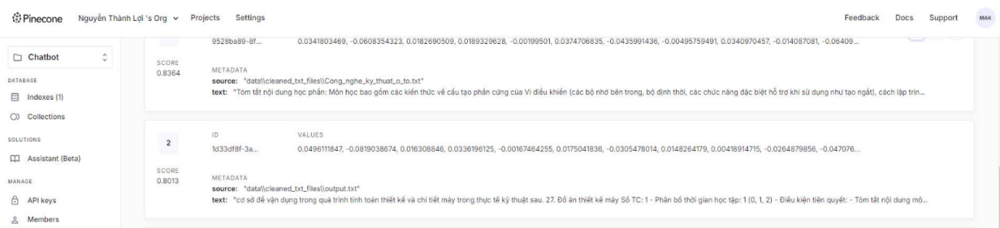 Pinecone Nguyễn Thành Lợi 's Org Projects Settings Feedback Docs Support MAK
Chatbot
DATABASE
Indexes (1)
Collections
SOLUTIONS
Assistant (Beta)
MANAGE
API keys
Members
9528ba89-8f... 0.0341803469, -0.0608354323, 0.0182690509, 0.0189329628, -0.00199501, 0.0374706835, -0.0435991436, -0.00495759491, 0.0340970457, -0.014087081, -0.06409...
SCORE
0.8364
METADATA
source: "data\\cleaned_txt_files\\Cong_nghe_ky_thuat_o_to.txt"
text: "Tóm tắt nội dung học phần: Môn học bao gồm các kiến thức về cấu tạo phần cứng của Vi điều khiển (các bộ nhớ bên trong, bộ định thời, các chức năng đặc biệt hỗ trợ khi sử dụng như tạo ngắt), cách lập trìn...
2
ID VALUES
1d33df8f-3a... 0.0496111847, -0.0819038674, 0.016308846, 0.0336196125, -0.00167464255, 0.0175041836, -0.0305478014, 0.0148264179, 0.00418914715, -0.0264879856, -0.047076...
SCORE
0.8013
METADATA
source: "data\\cleaned_txt_files\\output.txt"
text: "cơ sở để vận dụng trong quá trình tính toán thiết kế và chi tiết máy trong thực tế kỹ thuật sau. 27. Đồ án thiết kế máy Số TC: 1 - Phân bố thời gian học tập: 1 (0, 1, 2) - Điều kiện tiên quyết: - Tóm tắt nội dung mô...